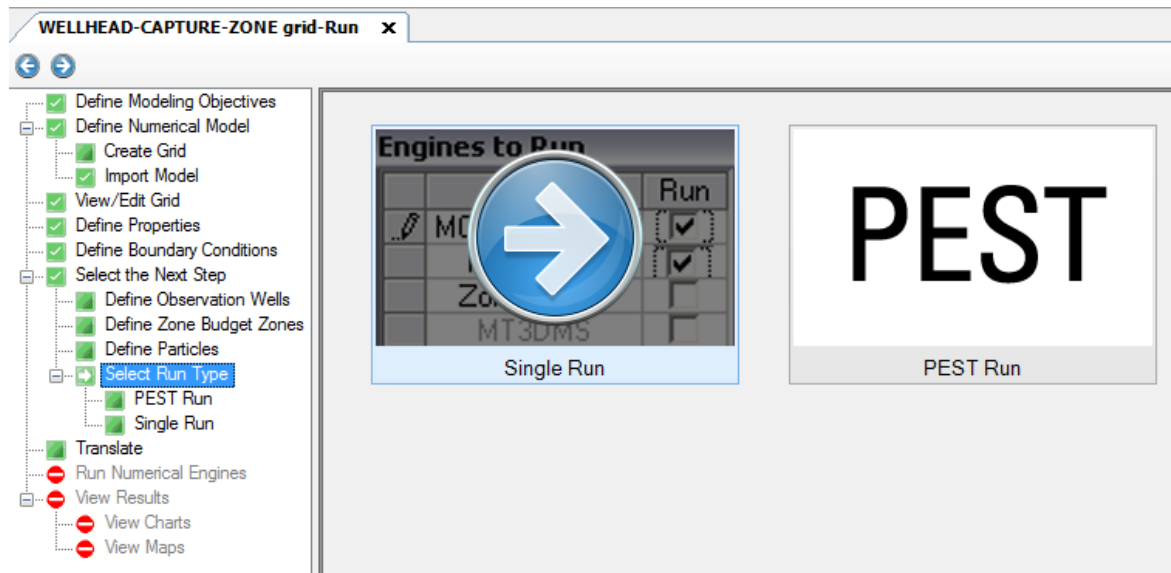 WELLHEAD-CAPTURE-ZONE grid-Run x
Define Modeling Objectives
Define Numerical Model
Create Grid
Import Model
View/Edit Grid
Define Properties
Define Boundary Conditions
Select the Next Step
Define Observation Wells
Define Zone Budget Zones
Define Particles
Select Run Type
PEST Run
Single Run
Translate
Run Numerical Engines
View Results
View Charts
View Maps
Engines to Run
Run
MT3DMS
Single Run
PEST
PEST Run